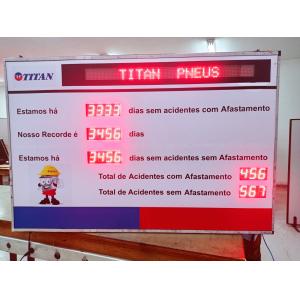 TITAN
TITAN PNEUS
Estamos há 3333 dias sem acidentes com Afastamento
Nosso Recorde é 3456 dias
Estamos há 3456 dias sem acidentes sem Afastamento
Total de Acidentes com Afastamento 456
Total de Acidentes sem Afastamento 567